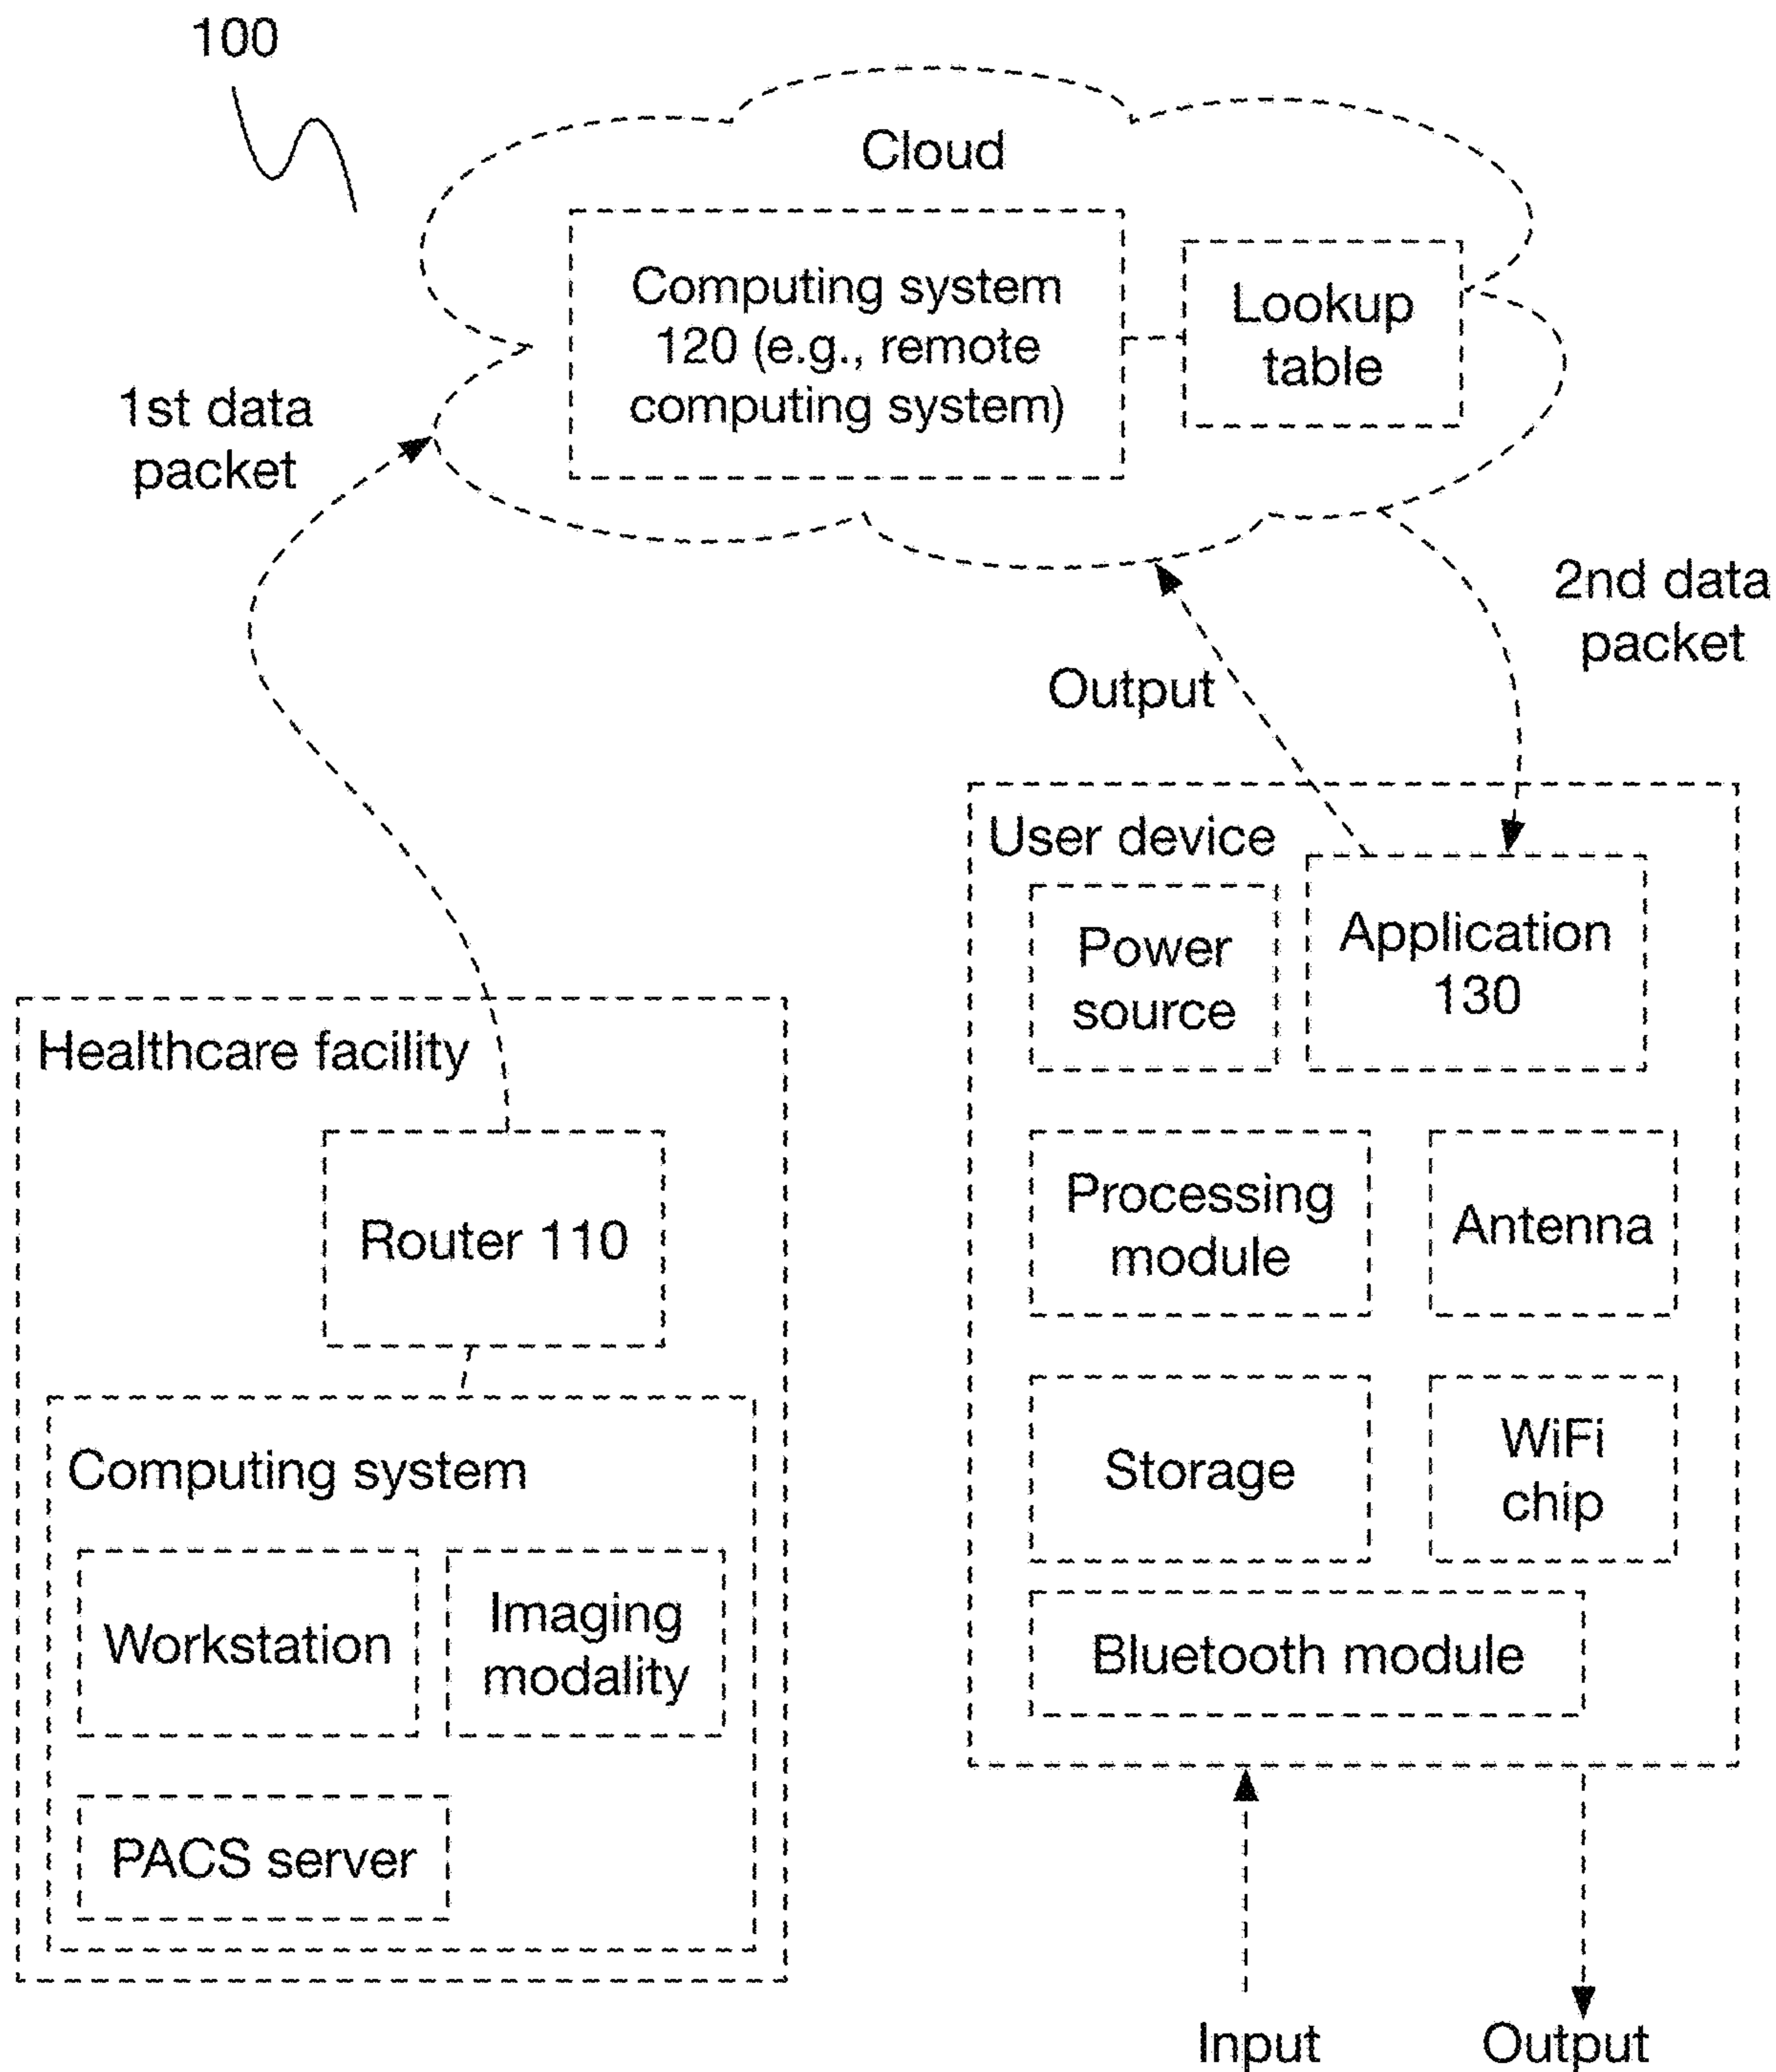 100
Cloud
Computing system
120 (e.g., remote
computing system)
Lookup
table
1st data
packet
2nd data
packet
Output
User device
Power
source
Application
130
Healthcare facility
Router 110
Processing
module
Antenna
Computing system
Storage
WiFi
chip
Workstation
Imaging
modality
Bluetooth module
PACS server
Input
Output